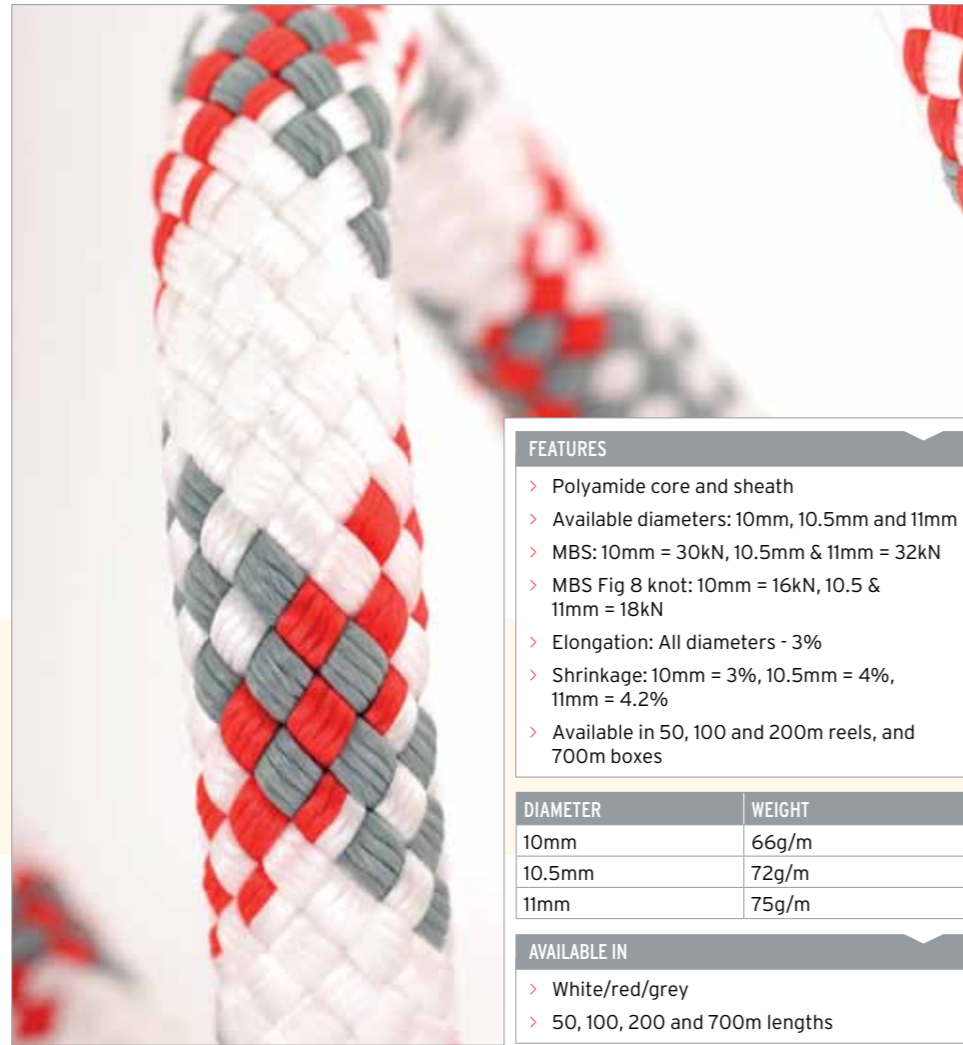 FEATURES
> Polyamide core and sheath
> Available diameters: 10mm, 10.5mm and 11mm
> MBS: 10mm = 30kN, 10.5mm & 11mm = 32kN
> MBS Fig 8 knot: 10mm = 16kN, 10.5 &
11mm = 18kN
> Elongation: All diameters - 3%
> Shrinkage: 10mm = 3%, 10.5mm = 4%,
11mm = 4.2%
> Available in 50, 100 and 200m reels, and
700m boxes
DIAMETER WEIGHT
10mm 66g/m
10.5mm 72g/m
11mm 75g/m
AVAILABLE IN
> White/red/grey
> 50, 100, 200 and 700m lengths